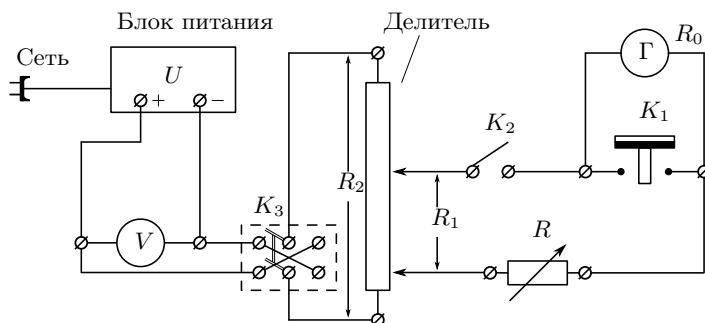 Блок питания
Делитель
Сеть
U
+ −
Г
R₀
K₁
K₂
R₂
R₁
K₃
V
R